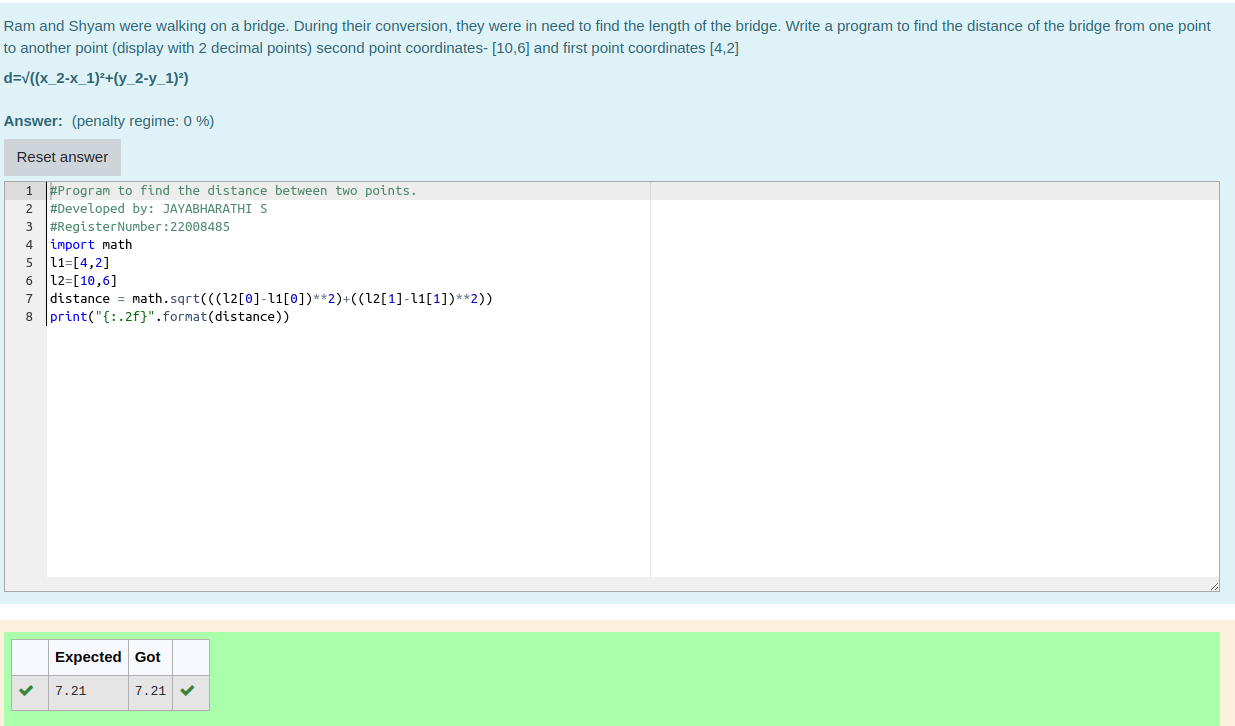 Ram and Shyam were walking on a bridge. During their conversion, they were in need to find the length of the bridge. Write a program to find the distance of the bridge from one point
to another point (display with 2 decimal points) second point coordinates- [10,6] and first point coordinates [4,2]
d=√((x_2-x_1)²+(y_2-y_1)²)
Answer: (penalty regime: 0 %)
Reset answer
1 #Program to find the distance between two points.
2 #Developed by: JAYABHARATHI S
3 #RegisterNumber:22008485
4 import math
5 l1=[4,2]
6 l2=[10,6]
7 distance = math.sqrt(((l2[0]-l1[0])**2)+((l2[1]-l1[1])**2))
8 print("{:.2f}".format(distance))
Expected Got
7.21 7.21